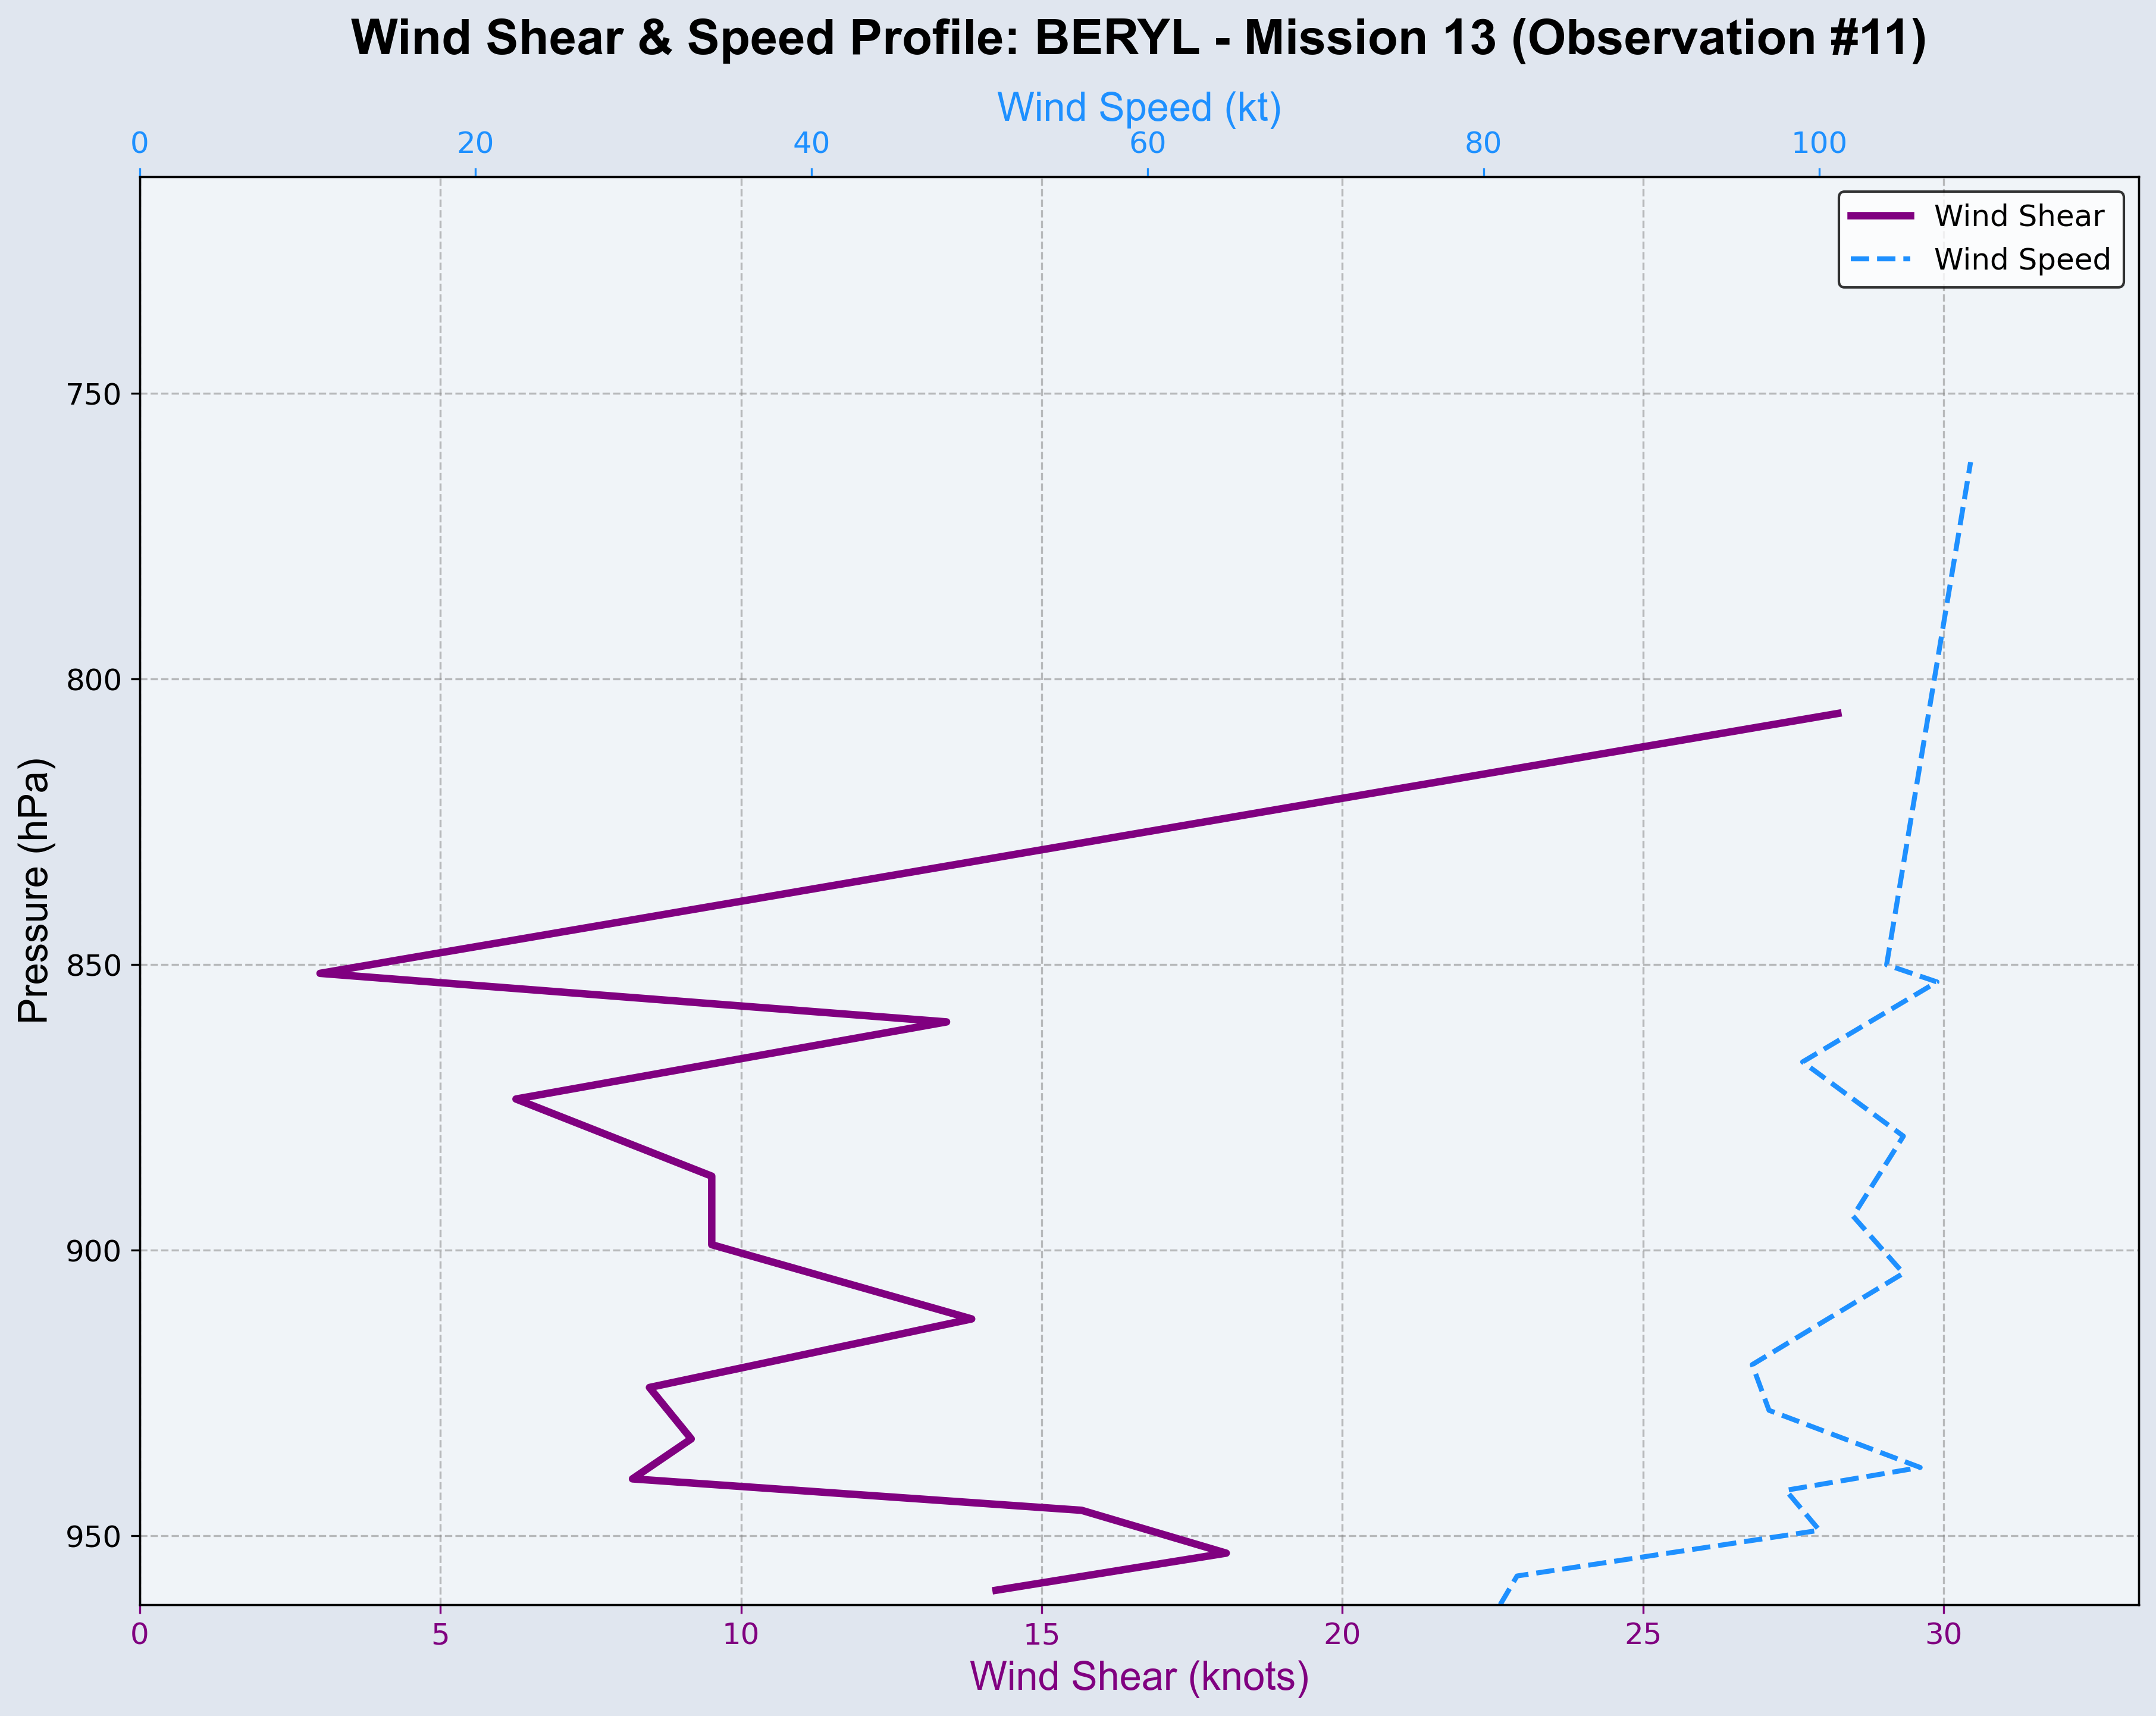 Wind Shear & Speed Profile: BERYL - Mission 13 (Observation #11)
Wind Speed (kt)
0 20 40 60 80 100
Wind Shear
Wind Speed
750
800
850
900
950
Pressure (hPa)
0 5 10 15 20 25 30
Wind Shear (knots)